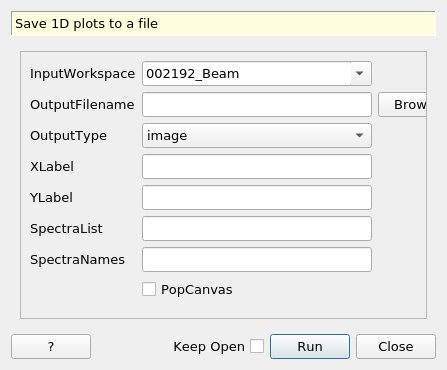 Save 1D plots to a file
InputWorkspace 002192_Beam
OutputFilename Brow
OutputType image
XLabel
YLabel
SpectraList
SpectraNames
PopCanvas
? Keep Open Run Close